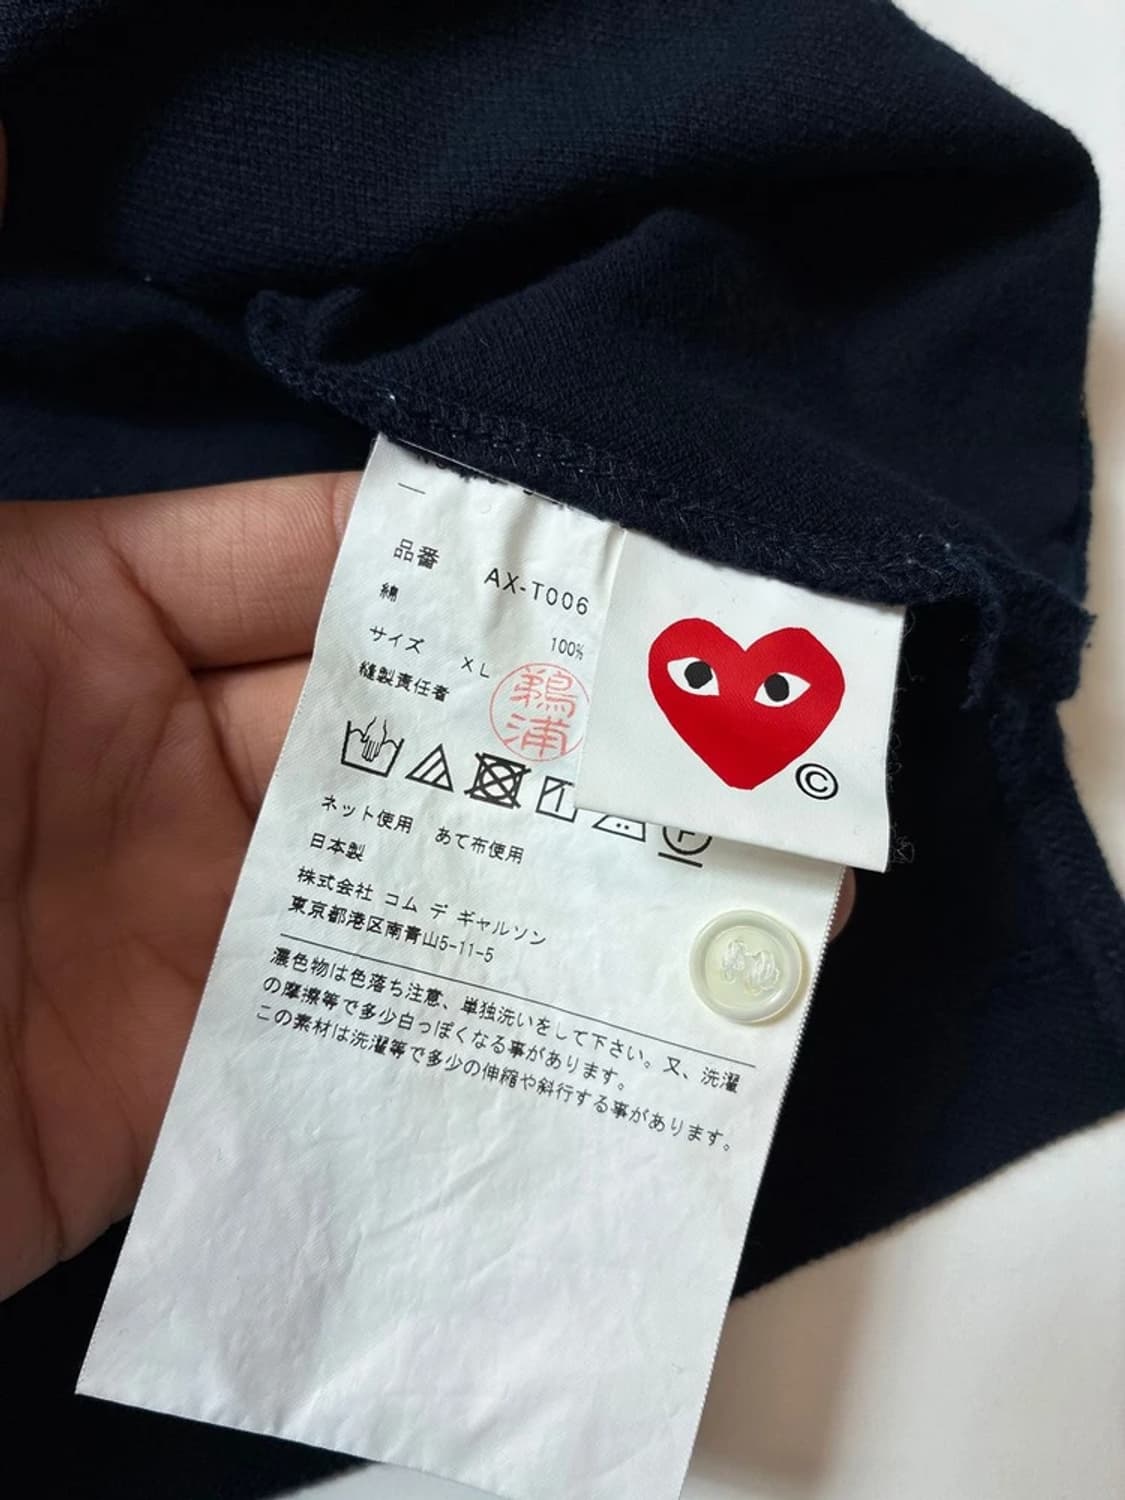 品番 AX-T006
綿 100%
サイズ XL
縫製責任者
鵜浦
ネット使用 あて布使用
日本製
株式会社 コム デ ギャルソン
東京都港区南青山5-11-5
濃色物は色落ち注意、単独洗いをして下さい。又、洗濯
の摩擦等で多少白っぽくなる事があります。
この素材は洗濯等で多少の伸縮や斜行する事があります。
©